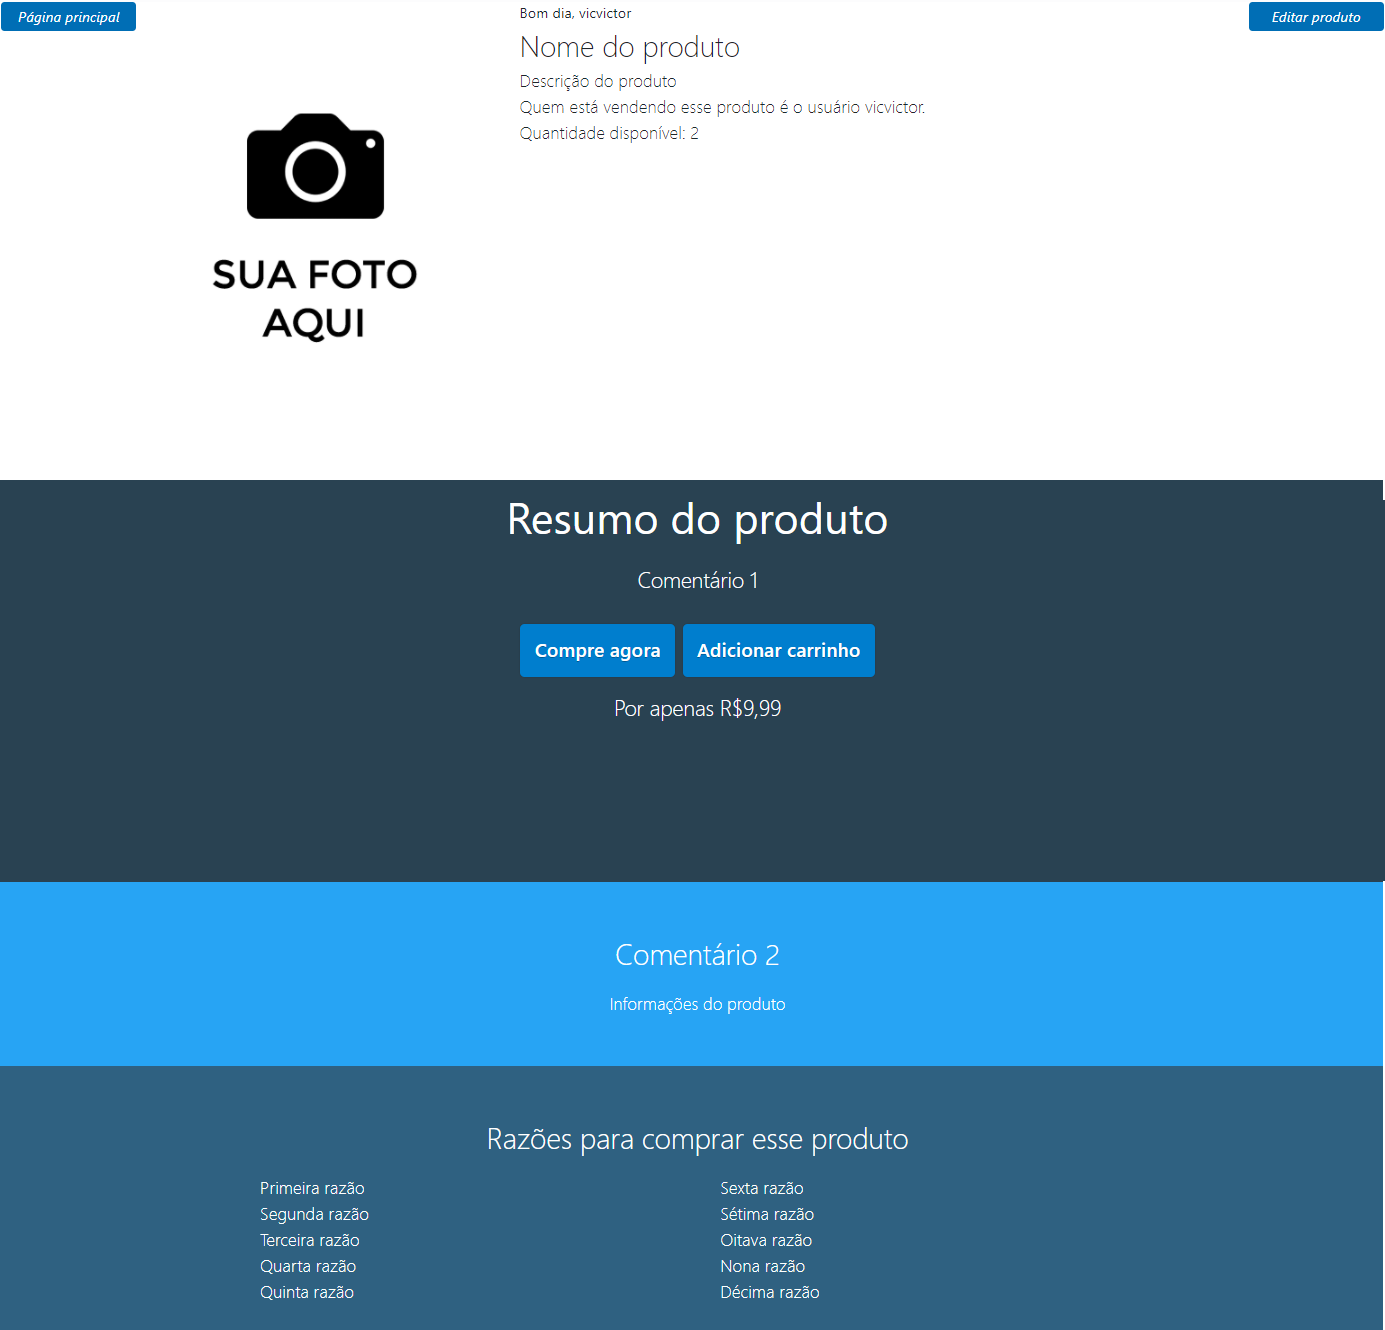 Página principal
Bom dia, vicvictor
Editar produto
Nome do produto
Descrição do produto
Quem está vendendo esse produto é o usuário vicvictor.
Quantidade disponível: 2
SUA FOTO
AQUI
Resumo do produto
Comentário 1
Compre agora
Adicionar carrinho
Por apenas R$9,99
Comentário 2
Informações do produto
Razões para comprar esse produto
Primeira razão
Segunda razão
Terceira razão
Quarta razão
Quinta razão
Sexta razão
Sétima razão
Oitava razão
Nona razão
Décima razão